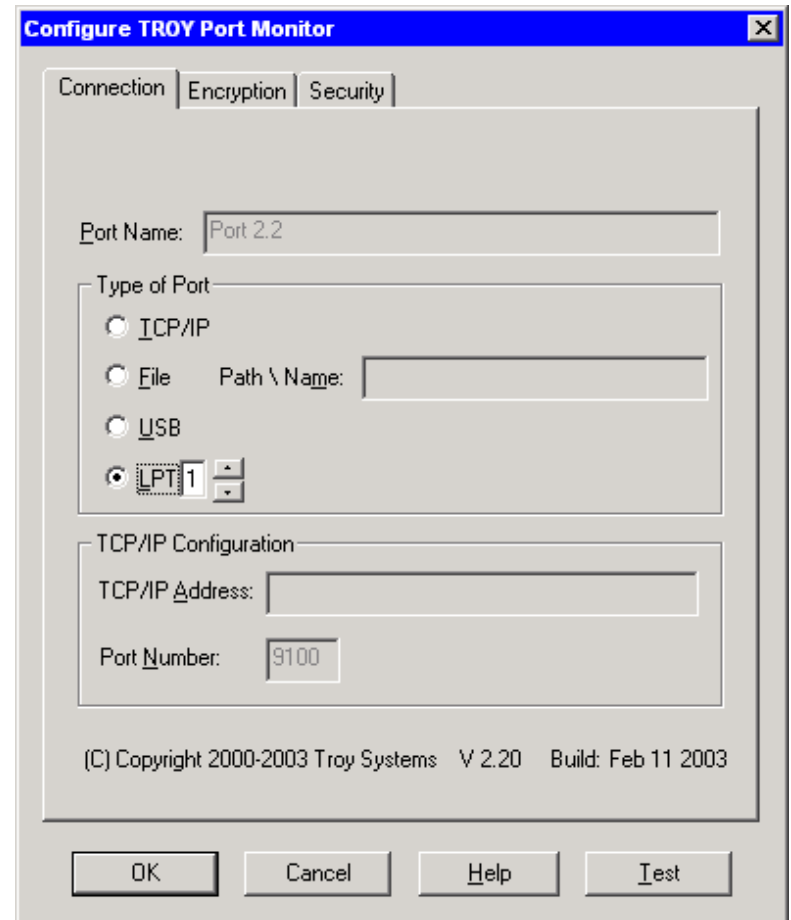 Configure TROY Port Monitor
Connection Encryption Security
Port Name: Port 2.2
Type of Port
TCP/IP
File Path \ Name:
USB
LPT 1
TCP/IP Configuration
TCP/IP Address:
Port Number: 9100
(C) Copyright 2000-2003 Troy Systems V 2.20 Build: Feb 11 2003
OK Cancel Help Test